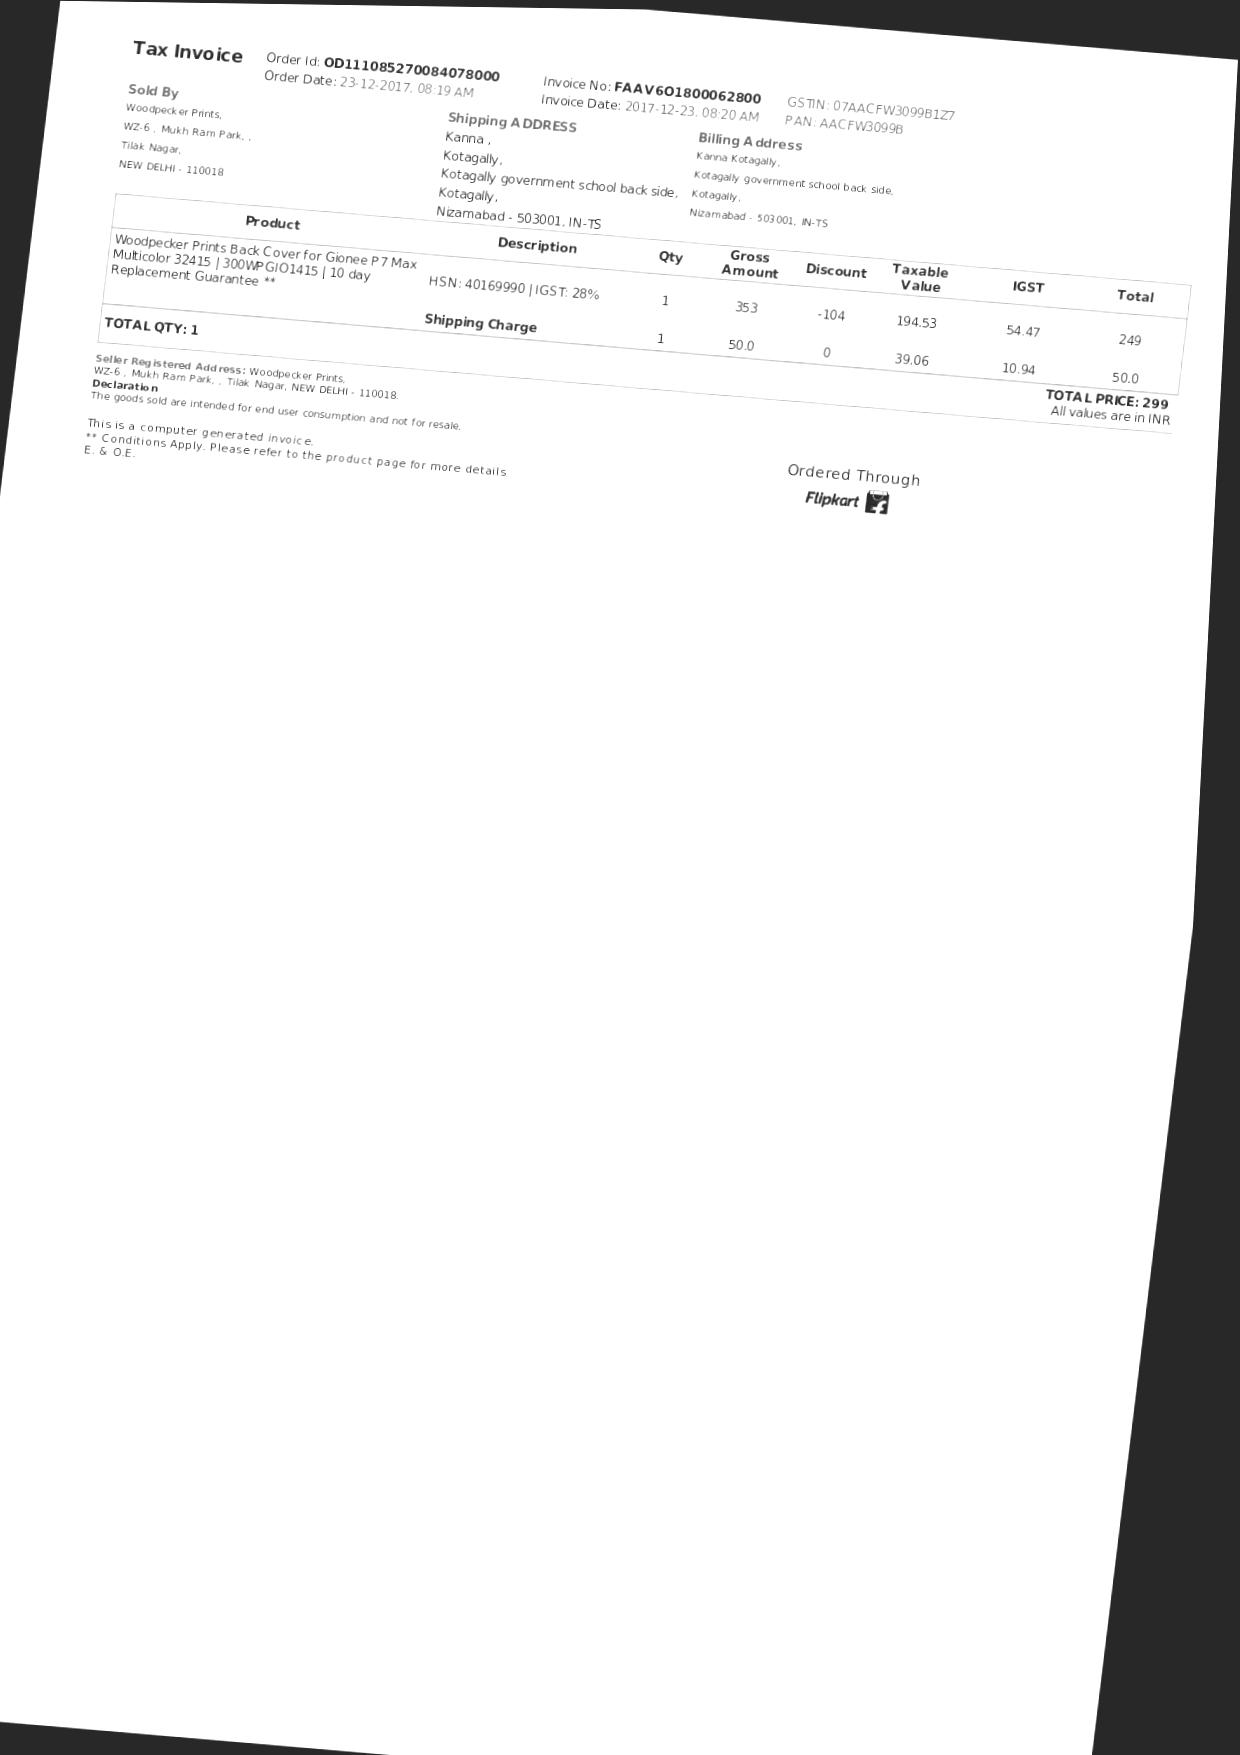 Tax Invoice
Order Id: OD111085270084078000
Order Date: 23-12-2017, 08:19 AM
Invoice No: FAAV6O1800062800
Invoice Date: 2017-12-23, 08:20 AM
GSTIN: 07AACFW3099B1Z7
PAN: AACFW3099B
Sold By
Woodpecker Prints,
WZ-6 , Mukh Ram Park, ,
Tilak Nagar,
NEW DELHI - 110018
Shipping ADDRESS
Kanna ,
Kotagally,
Kotagally government school back side,
Kotagally,
Nizamabad - 503001, IN-TS
Billing Address
Kanna Kotagally,
Kotagally government school back side,
Kotagally,
Nizamabad - 503001, IN-TS
Product Description Qty Gross Amount Discount Taxable Value IGST Total
Woodpecker Prints Back Cover for Gionee P7 Max
Multicolor 32415 | 300WPGIO1415 | 10 day
Replacement Guarantee **
HSN: 40169990 | IGST: 28% 1 353 -104 194.53 54.47 249
Shipping Charge 1 50.0 0 39.06 10.94 50.0
TOTAL QTY: 1
TOTAL PRICE: 299
All values are in INR
Seller Registered Address: Woodpecker Prints,
WZ-6 , Mukh Ram Park, , Tilak Nagar, NEW DELHI - 110018
Declaration
The goods sold are intended for end user consumption and not for resale.
This is a computer generated invoice.
** Conditions Apply. Please refer to the product page for more details
E. & O.E.
Ordered Through
Flipkart